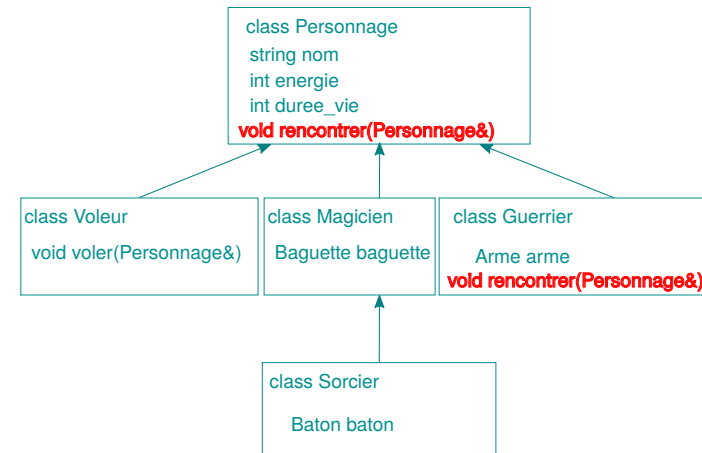 class Personnage
string nom
int energie
int duree_vie
void rencontrer(Personnage&)
class Voleur
void voler(Personnage&)
class Magicien
Baguette baguette
class Guerrier
Arme arme
void rencontrer(Personnage&)
class Sorcier
Baton baton